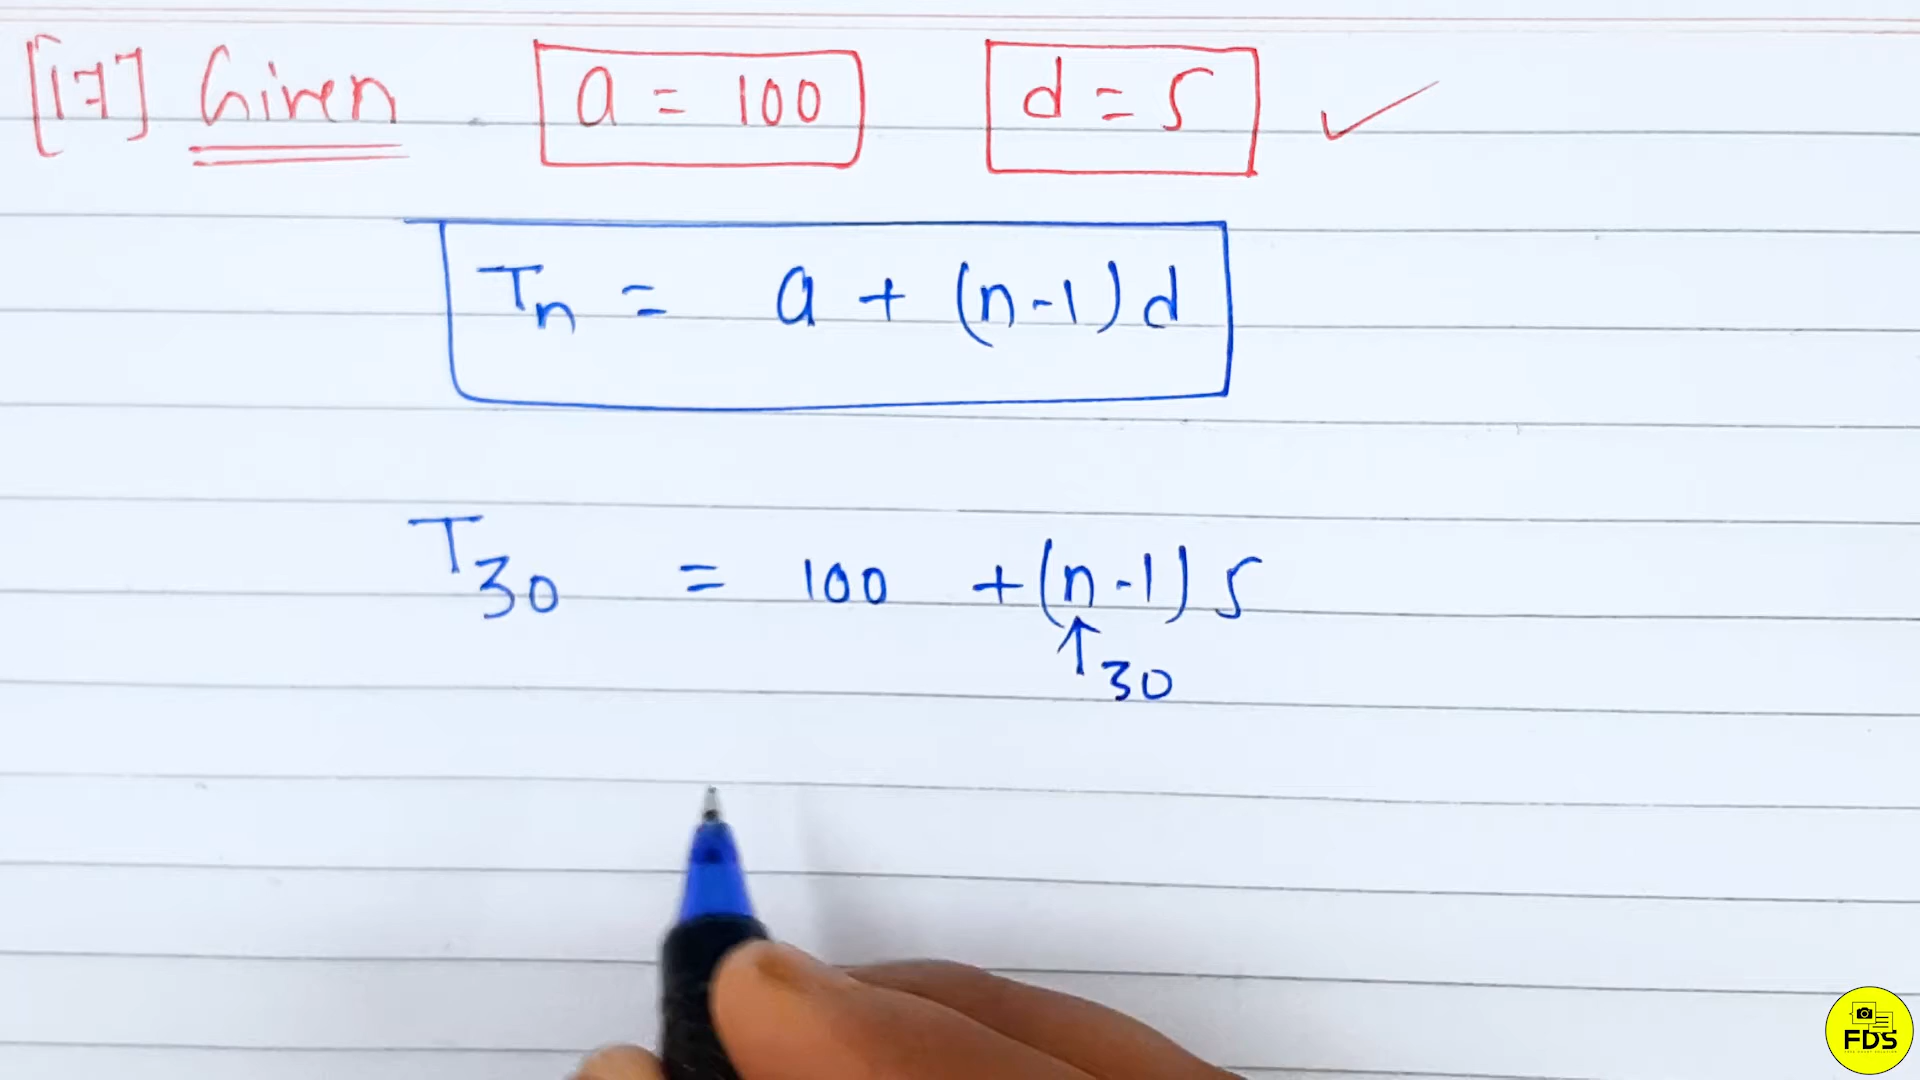 [17] Given a = 100 d = 5 ✓
Tn = a + (n-1)d
T30 = 100 + (n-1) 5
↑30
FDS